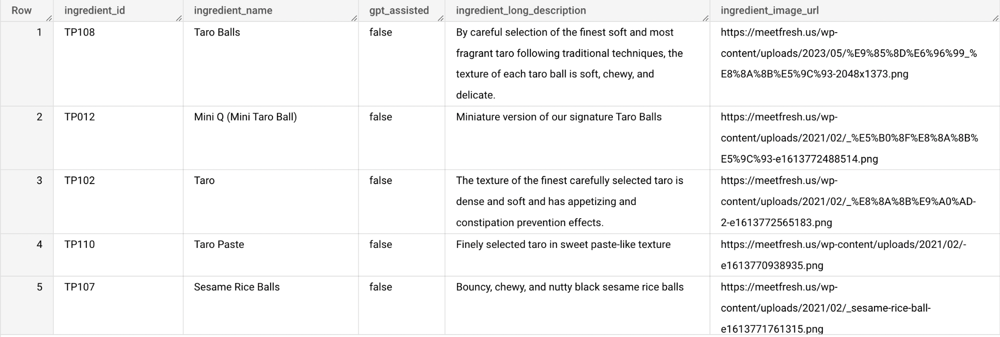 Row ingredient_id ingredient_name gpt_assisted ingredient_long_description ingredient_image_url
1 TP108 Taro Balls false By careful selection of the finest soft and most https://meetfresh.us/wp-
fragrant taro following traditional techniques, the content/uploads/2023/05/%E9%85%8D%E6%96%99_%
texture of each taro ball is soft, chewy, and E8%8A%8B%E5%9C%93-2048x1373.png
delicate.
2 TP012 Mini Q (Mini Taro Ball) false Miniature version of our signature Taro Balls https://meetfresh.us/wp-
content/uploads/2021/02/_%E5%B0%8F%E8%8A%8B%
E5%9C%93-e1613772488514.png
3 TP102 Taro false The texture of the finest carefully selected taro is https://meetfresh.us/wp-
dense and soft and has appetizing and content/uploads/2021/02/_%E8%8A%8B%E9%A0%AD-
constipation prevention effects. 2-e1613772565183.png
4 TP110 Taro Paste false Finely selected taro in sweet paste-like texture https://meetfresh.us/wp-content/uploads/2021/02/-
e1613770938935.png
5 TP107 Sesame Rice Balls false Bouncy, chewy, and nutty black sesame rice balls https://meetfresh.us/wp-
content/uploads/2021/02/_sesame-rice-ball-
e1613771761315.png